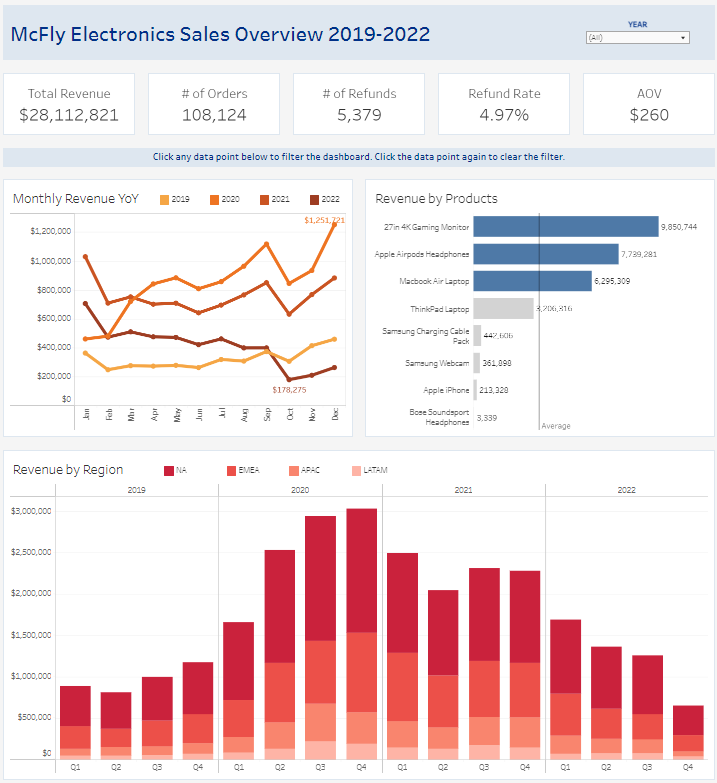 McFly Electronics Sales Overview 2019-2022
YEAR
(All)
Total Revenue
$28,112,821
# of Orders
108,124
# of Refunds
5,379
Refund Rate
4.97%
AOV
$260
Click any data point below to filter the dashboard. Click the data point again to clear the filter.
Monthly Revenue YoY
2019
2020
2021
2022
$1,251,721
$1,200,000
$1,000,000
$800,000
$600,000
$400,000
$200,000
$0
$178,275
Jan
Feb
Mar
Apr
May
Jun
Jul
Aug
Sep
Oct
Nov
Dec
Revenue by Products
27in 4K Gaming Monitor 9,850,744
Apple Airpods Headphones 7,739,281
Macbook Air Laptop 6,295,309
ThinkPad Laptop 3,206,316
Samsung Charging Cable
Pack 442,606
Samsung Webcam 361,898
Apple iPhone 213,328
Bose Soundsport
Headphones 3,339
Average
Revenue by Region
NA
EMEA
APAC
LATAM
2019 2020 2021 2022
$3,000,000
$2,500,000
$2,000,000
$1,500,000
$1,000,000
$500,000
$0
Q1 Q2 Q3 Q4 Q1 Q2 Q3 Q4 Q1 Q2 Q3 Q4 Q1 Q2 Q3 Q4